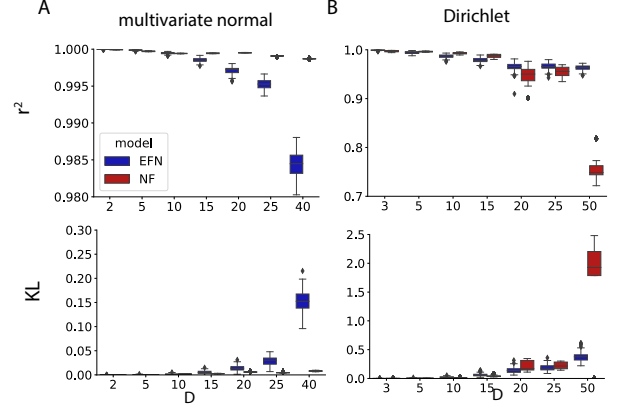 A
multivariate normal
1.000
0.995
0.990
0.985
0.980
r²
model
EFN
NF
2 5 10 15 20 25 40
0.30
0.25
0.20
0.15
0.10
0.05
0.00
KL
2 5 10 15 20 25 40
D
B
Dirichlet
1.0
0.9
0.8
0.7
3 5 10 15 20 25 50
2.5
2.0
1.5
1.0
0.5
0.0
3 5 10 15 20 25 50
D